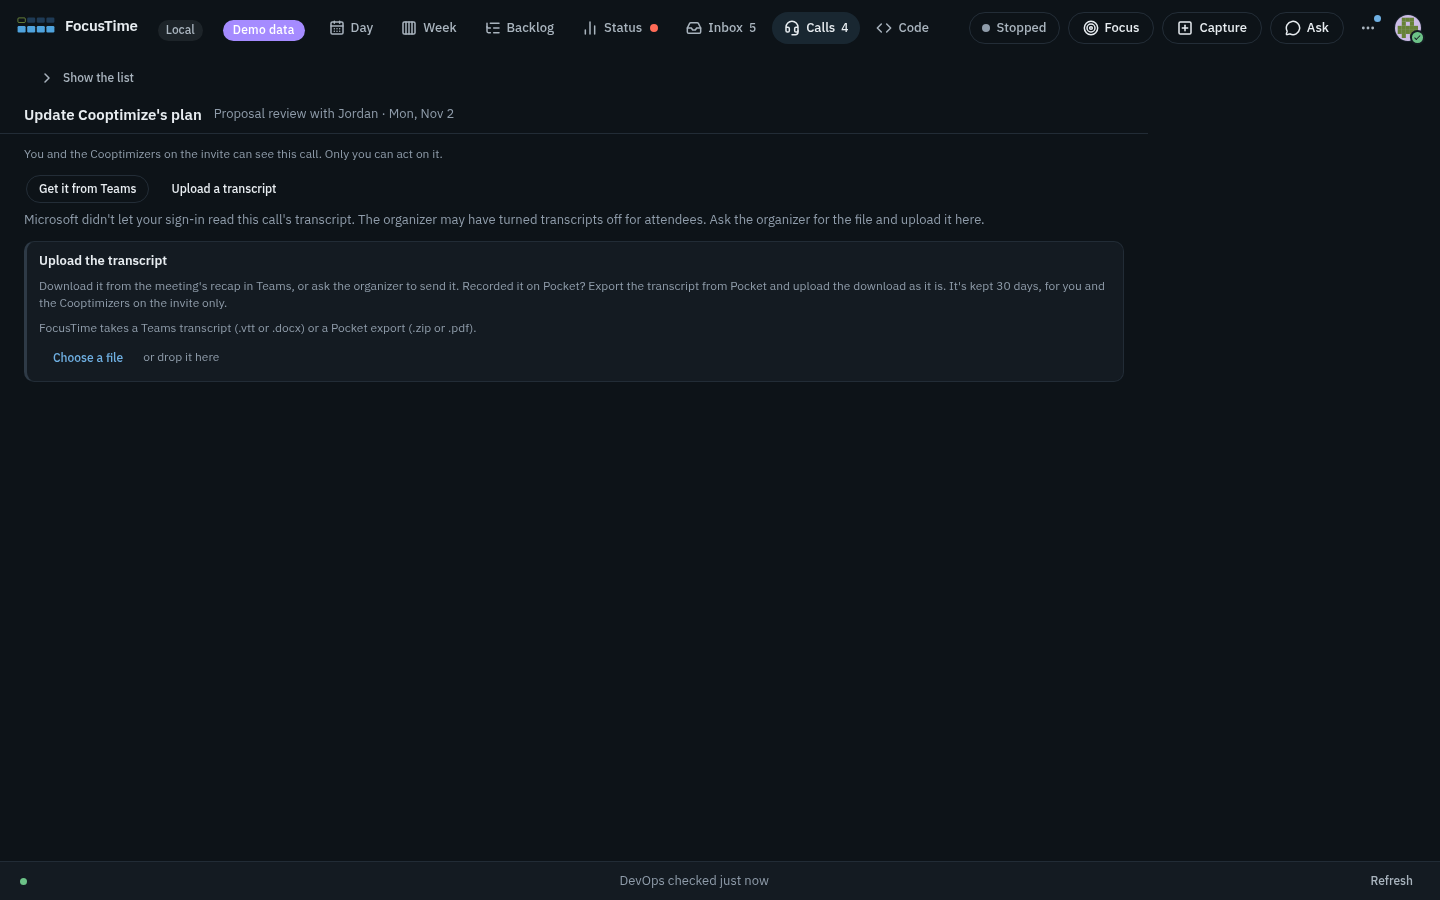 FocusTime
Local
Demo data
Day
Week
Backlog
Status
Inbox 5
Calls 4
Code
Stopped
Focus
Capture
Ask
Show the list
Update Cooptimize's plan
Proposal review with Jordan · Mon, Nov 2
You and the Cooptimizers on the invite can see this call. Only you can act on it.
Get it from Teams
Upload a transcript
Microsoft didn't let your sign-in read this call's transcript. The organizer may have turned transcripts off for attendees. Ask the organizer for the file and upload it here.
Upload the transcript
Download it from the meeting's recap in Teams, or ask the organizer to send it. Recorded it on Pocket? Export the transcript from Pocket and upload the download as it is. It's kept 30 days, for you and
the Cooptimizers on the invite only.
FocusTime takes a Teams transcript (.vtt or .docx) or a Pocket export (.zip or .pdf).
Choose a file
or drop it here
DevOps checked just now
Refresh